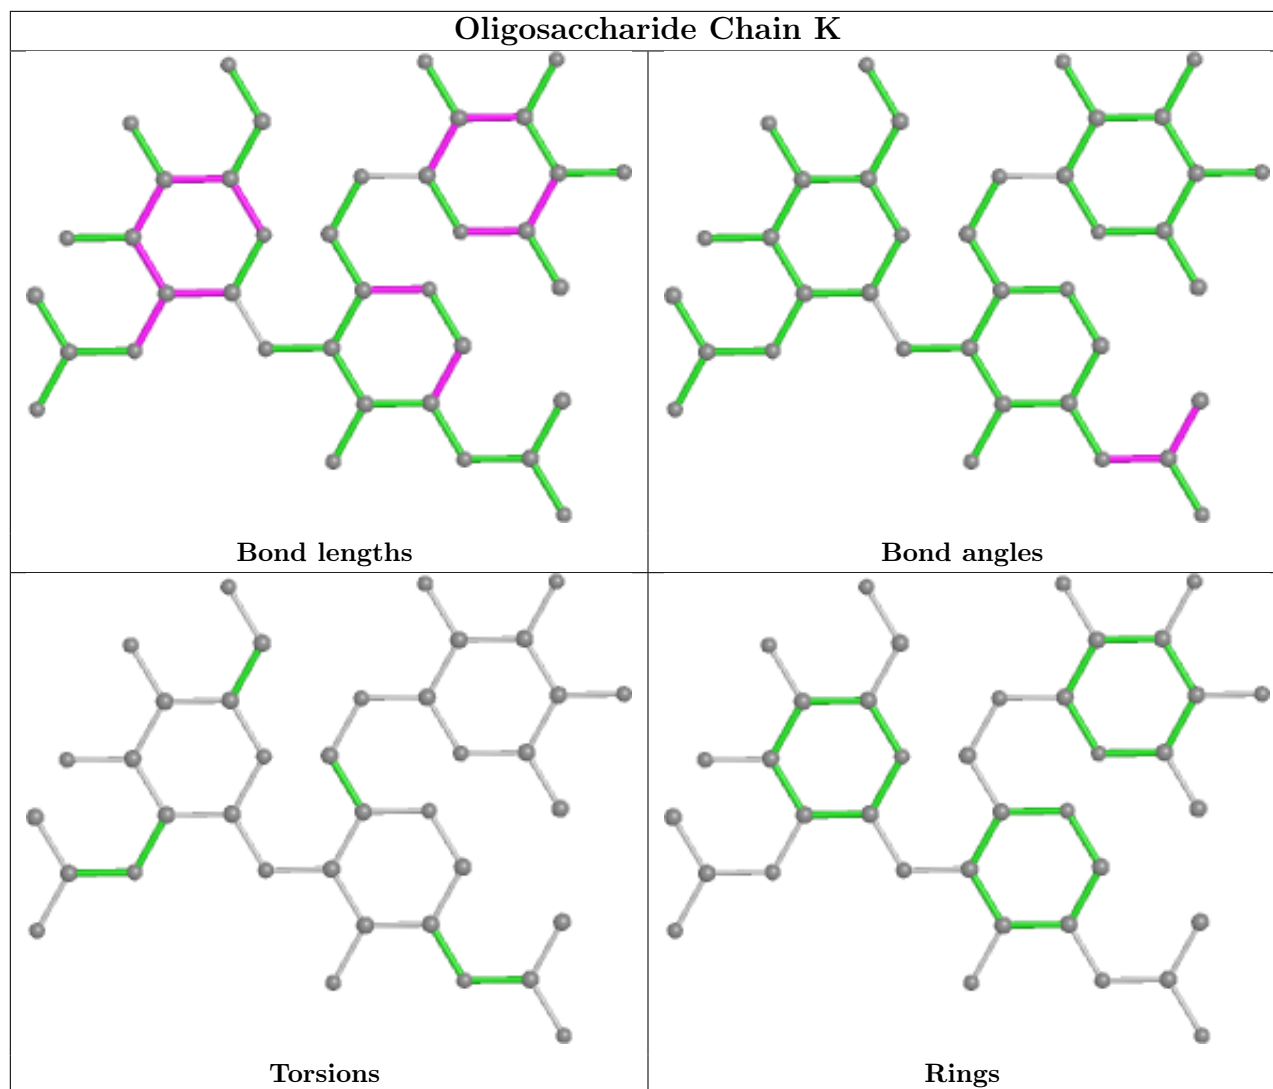 Oligosaccharide Chain K
Bond lengths
Bond angles
Torsions
Rings